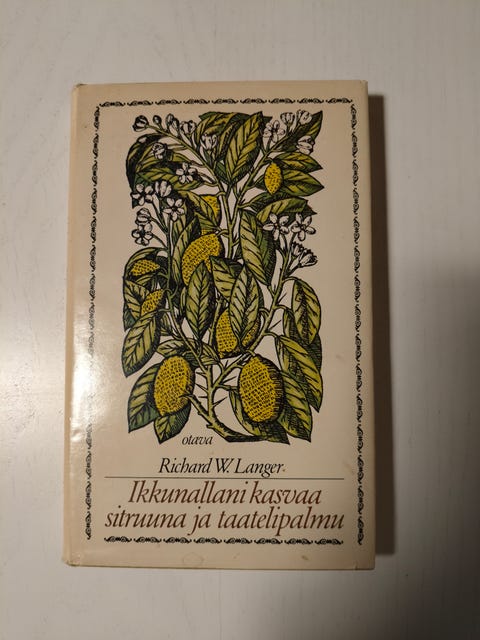 otava
Richard W. Langer
Ikkunallani kasvaa
sitruuna ja taatelipalmu